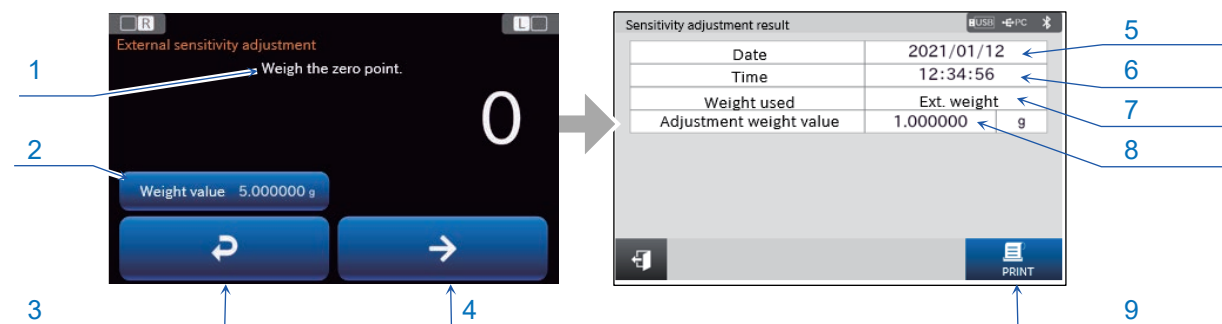 R
L
External sensitivity adjustment
Weigh the zero point.
0
Weight value 5.000000 g
1
2
3
4
Sensitivity adjustment result
USB PC
Date 2021/01/12
Time 12:34:56
Weight used Ext. weight
Adjustment weight value 1.000000 g
PRINT
5
6
7
8
9